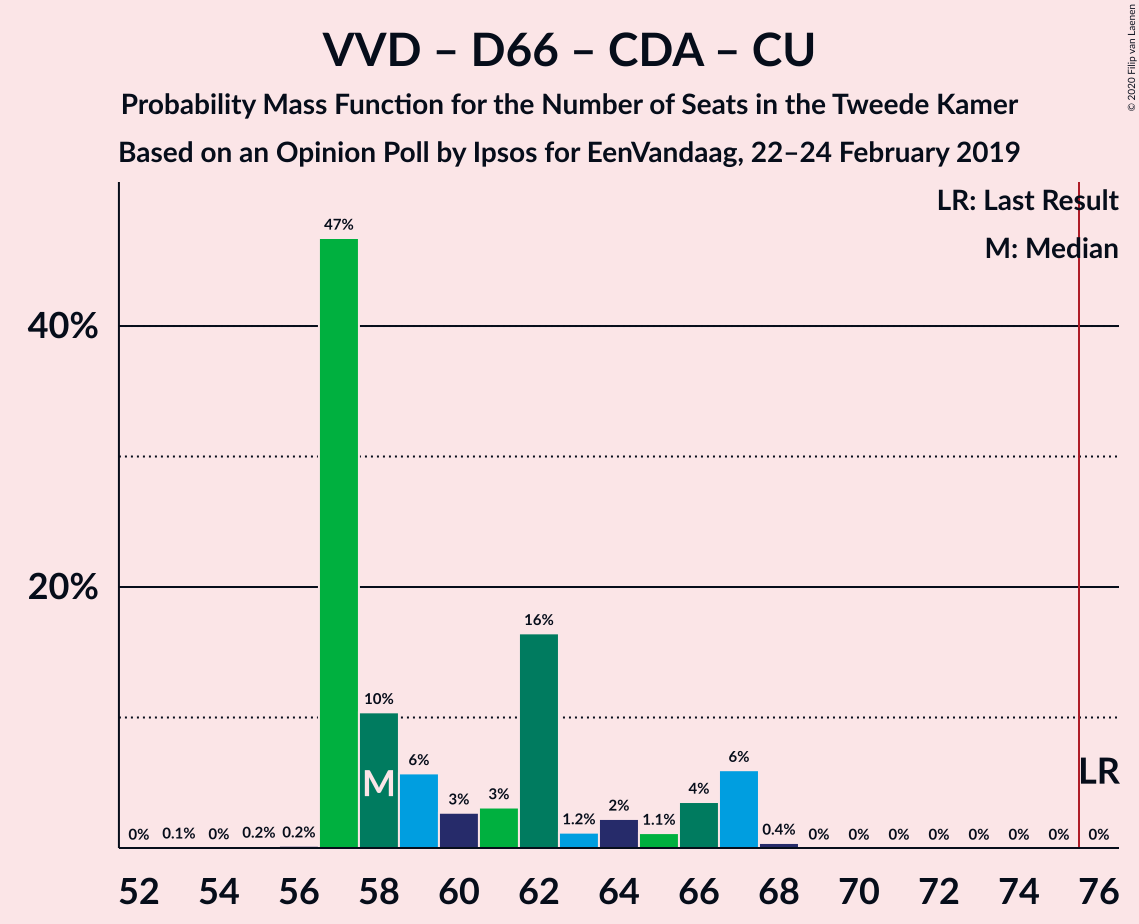 VVD – D66 – CDA – CU
Probability Mass Function for the Number of Seats in the Tweede Kamer
Based on an Opinion Poll by Ipsos for EenVandaag, 22–24 February 2019
© 2020 Filip van Laenen
LR: Last Result
M: Median
40%
20%
0% 0.1% 0% 0.2% 0.2% 47% 10% 6% 3% 3% 16% 1.2% 2% 1.1% 4% 6% 0.4% 0% 0% 0% 0% 0% 0% 0% 0%
M
LR
52 54 56 58 60 62 64 66 68 70 72 74 76